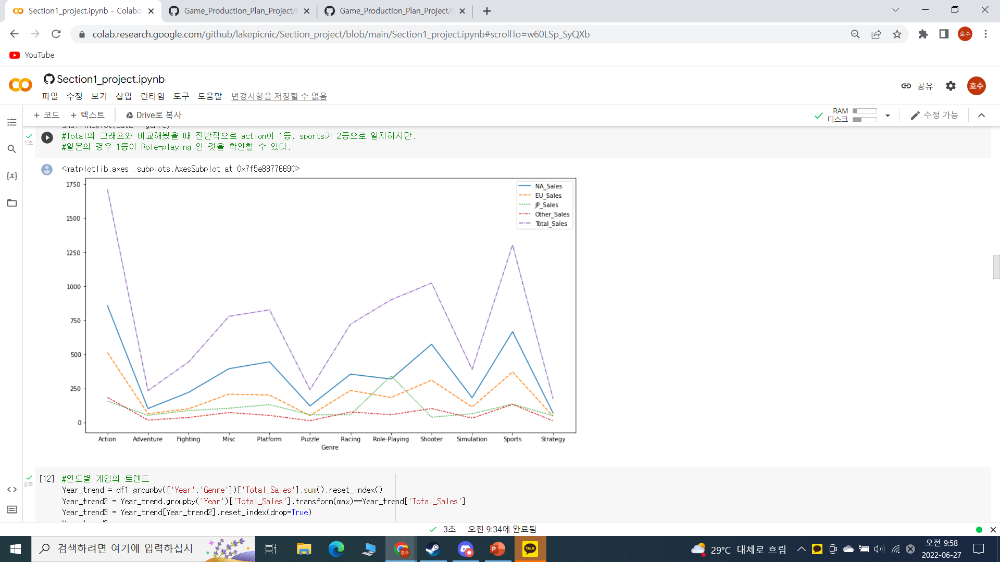 Section1_project.ipynb - Colabo
Game_Production_Plan_Project/
Game_Production_Plan_Project/
colab.research.google.com/github/lakepicnic/Section_project/blob/main/Section1_project.ipynb#scrollTo=w60LSp_SyQXb
호수
YouTube
Section1_project.ipynb
파일 수정 보기 삽입 런타임 도구 도움말 변경사항을 저장할 수 없음
공유
호수
+ 코드 + 텍스트 Drive로 복사
RAM
디스크
수정 가능
1초
#Total의 그래프와 비교해봤을 때 전반적으로 action이 1등, sports가 2등으로 일치하지만.
#일본의 경우 1등이 Role-playing 인 것을 확인할 수 있다.
<matplotlib.axes._subplots.AxesSubplot at 0x7f5e88776690>
NA_Sales
EU_Sales
JP_Sales
Other_Sales
Total_Sales
1750
1500
1250
1000
750
500
250
0
Action Adventure Fighting Misc Platform Puzzle Racing Role-Playing Shooter Simulation Sports Strategy
Genre
0초
[12] #연도별 게임의 트렌드
Year_trend = df1.groupby(['Year','Genre'])['Total_Sales'].sum().reset_index()
Year_trend2 = Year_trend.groupby('Year')['Total_Sales'].transform(max)==Year_trend['Total_Sales']
Year_trend3 = Year_trend[Year_trend2].reset_index(drop=True)
{x}
3초 오전 9:34에 완료됨
검색하려면 여기에 입력하십시
호수
TALK
29°C 대체로 흐림
오전 9:58
2022-06-27